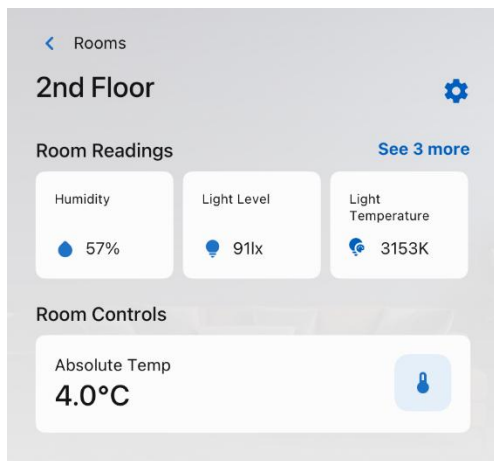 Rooms
2nd Floor
Room Readings
See 3 more
Humidity
57%
Light Level
91lx
Light
Temperature
3153K
Room Controls
Absolute Temp
4.0°C